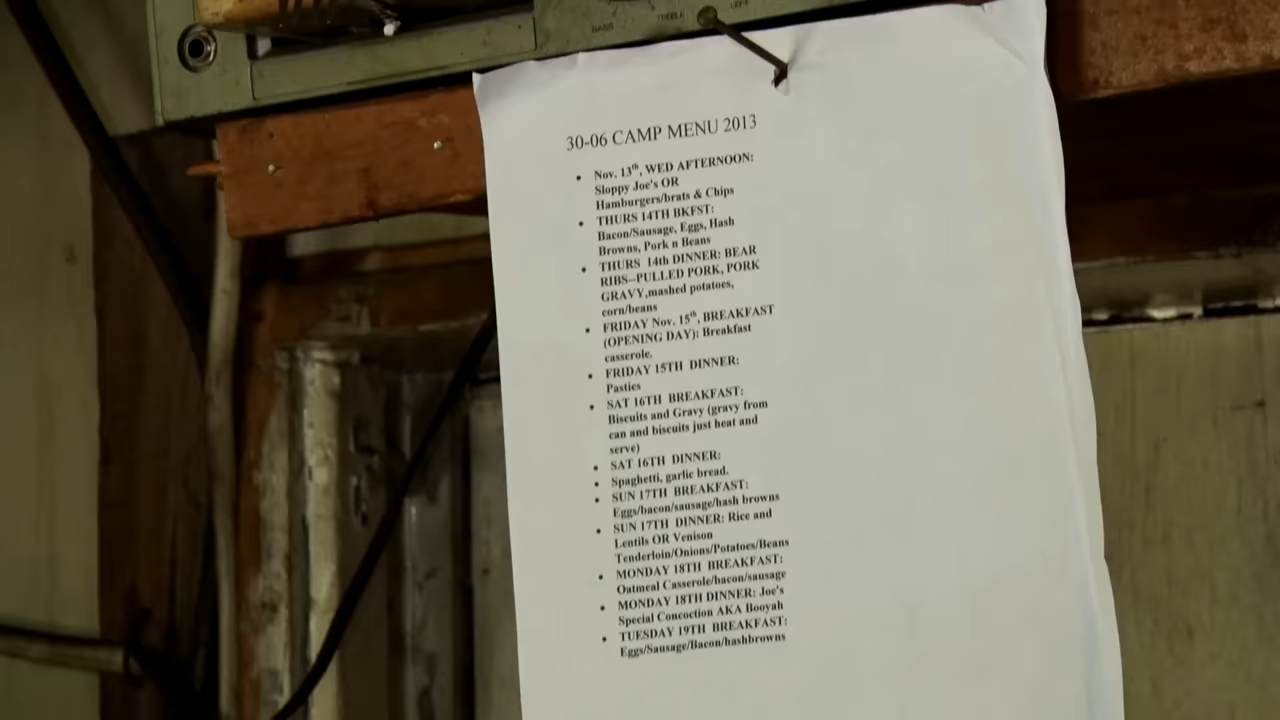 BASS TREBLE LEFT
30-06 CAMP MENU 2013
• Nov. 13th, WED AFTERNOON:
Sloppy Joe's OR
Hamburgers/brats & Chips
• THURS 14TH BKFST:
Bacon/Sausage, Eggs, Hash
Browns, Pork n Beans
• THURS 14th DINNER: BEAR
RIBS--PULLED PORK, PORK
GRAVY,mashed potatoes,
corn/beans
• FRIDAY Nov. 15th, BREAKFAST
(OPENING DAY): Breakfast
casserole.
• FRIDAY 15TH DINNER:
Pasties
• SAT 16TH BREAKFAST:
Biscuits and Gravy (gravy from
can and biscuits just heat and
serve)
• SAT 16TH DINNER:
• Spaghetti, garlic bread.
• SUN 17TH BREAKFAST:
Eggs/bacon/sausage/hash browns
• SUN 17TH DINNER: Rice and
Lentils OR Venison
Tenderloin/Onions/Potatoes/Beans
• MONDAY 18TH BREAKFAST:
Oatmeal Casserole/bacon/sausage
• MONDAY 18TH DINNER: Joe's
Special Concoction AKA Booyah
• TUESDAY 19TH BREAKFAST:
Eggs/Sausage/Bacon/hashbrowns